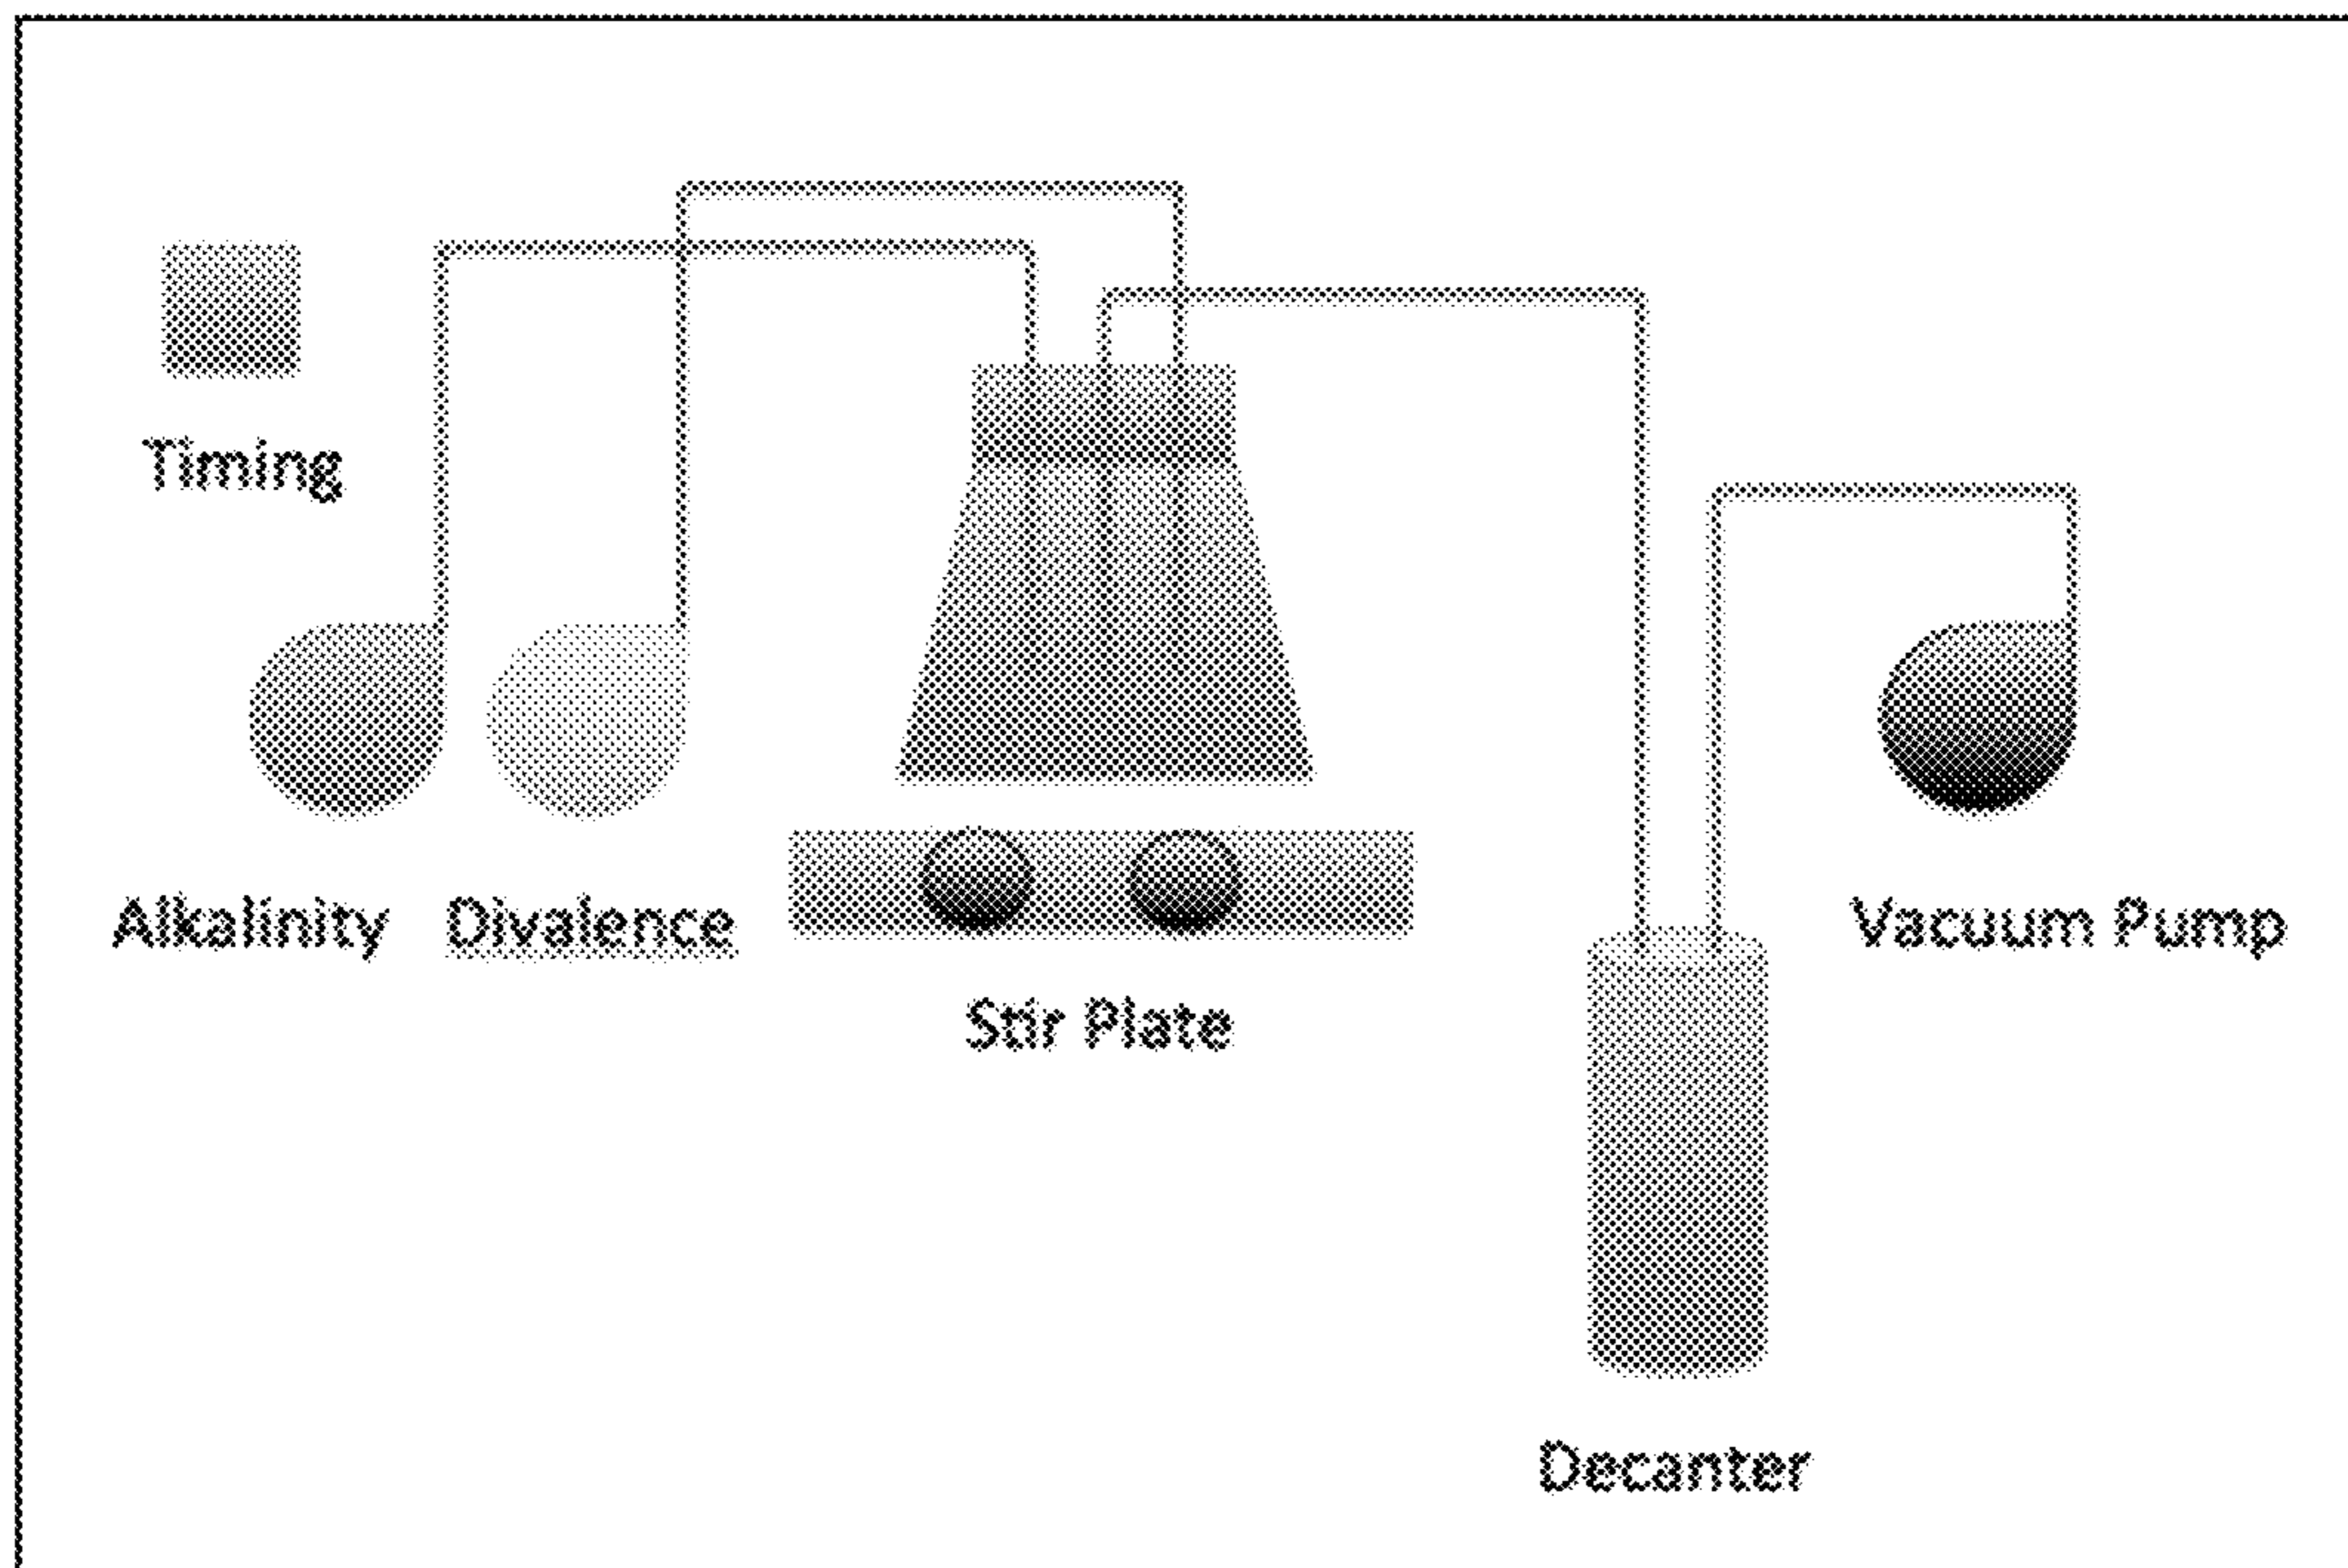 Timing
Alkalinity
Divalence
Vacuum Pump
Stir Plate
Decanter